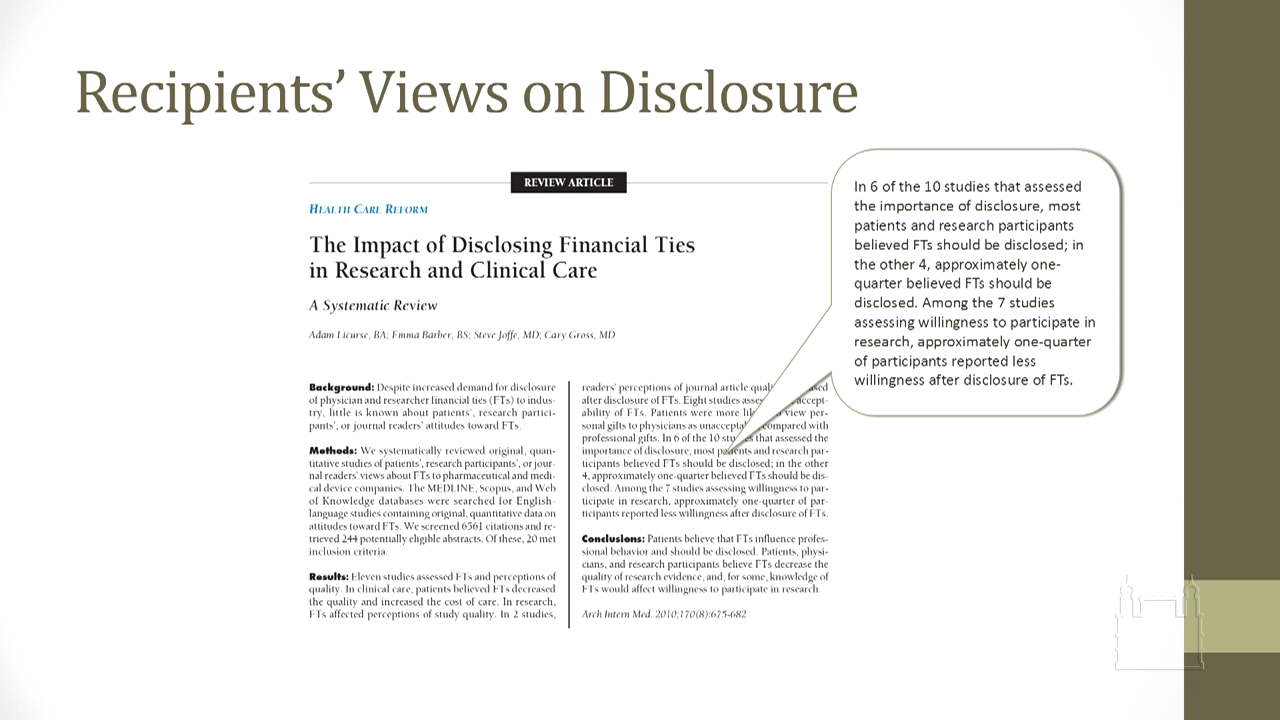 Recipients' Views on Disclosure
REVIEW ARTICLE
HEALTH CARE REFORM
The Impact of Disclosing Financial Ties
in Research and Clinical Care
A Systematic Review
Adam Licurse, BA; Emma Barber, BS; Steve Joffe, MD; Cary Gross, MD
Background: Despite increased demand for disclosure
of physician and researcher financial ties (FTs) to indus-
try, little is known about patients', research partici-
pants', or journal readers' attitudes toward FTs.
Methods: We systematically reviewed original, quan-
titative studies of patients', research participants', or jour-
nal readers' views about FTs to pharmaceutical and medi-
cal device companies. The MEDLINE, Scopus, and Web
of Knowledge databases were searched for English-
language studies containing original, quantitative data on
attitudes toward FTs. We screened 6561 citations and re-
trieved 244 potentially eligible abstracts. Of these, 20 met
inclusion criteria.
Results: Eleven studies assessed FTs and perceptions of
quality. In clinical care, patients believed FTs decreased
the quality and increased the cost of care. In research,
FTs affected perceptions of study quality. In 2 studies,
readers' perceptions of journal article
after disclosure of FTs. Eight studies accept-
ability of FTs. Patients were more view per-
sonal gifts to physicians as compared with
professional gifts. In 6 of the 10 that assessed the
importance of disclosure, most patients and research par-
ticipants believed FTs should be disclosed; in the other
4, approximately one-quarter believed FTs should be dis-
closed. Among the 7 studies assessing willingness to par-
ticipate in research, approximately one-quarter of par-
ticipants reported less willingness after disclosure of FTs.
Conclusions: Patients believe that FTs influence profes-
sional behavior and should be disclosed. Patients, physi-
cians, and research participants believe FTs decrease the
quality of research evidence, and, for some, knowledge of
FTs would affect willingness to participate in research.
Arch Intern Med. 2010;170(8):675-682
In 6 of the 10 studies that assessed
the importance of disclosure, most
patients and research participants
believed FTs should be disclosed; in
the other 4, approximately one-
quarter believed FTs should be
disclosed. Among the 7 studies
assessing willingness to participate in
research, approximately one-quarter
of participants reported less
willingness after disclosure of FTs.